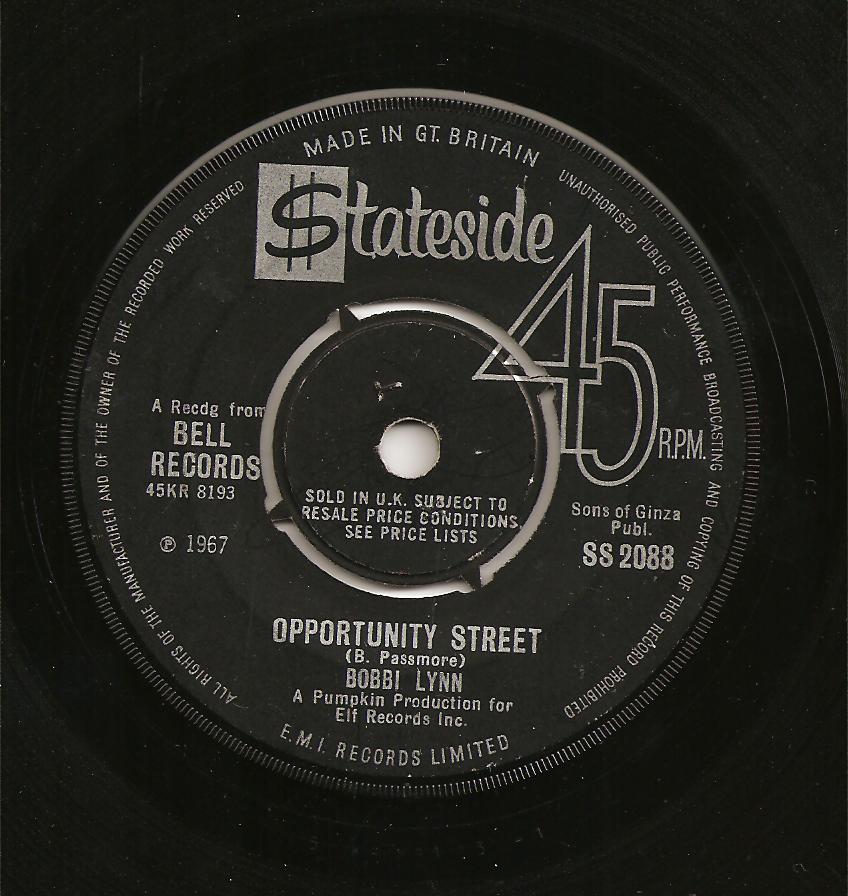 MADE IN GT. BRITAIN
ALL RIGHTS OF THE MANUFACTURER AND OF THE OWNER OF THE RECORDED WORK RESERVED
UNAUTHORISED PUBLIC PERFORMANCE BROADCASTING AND COPYING OF THIS RECORD PROHIBITED
Stateside
45
R.P.M.
A Recdg from
BELL
RECORDS
45KR 8193
℗ 1967
SOLD IN U.K. SUBJECT TO
RESALE PRICE CONDITIONS,
SEE PRICE LISTS
Sons of Ginza
Publ.
SS 2088
OPPORTUNITY STREET
(B. Passmore)
BOBBI LYNN
A Pumpkin Production for
Elf Records Inc.
E.M.I. RECORDS LIMITED